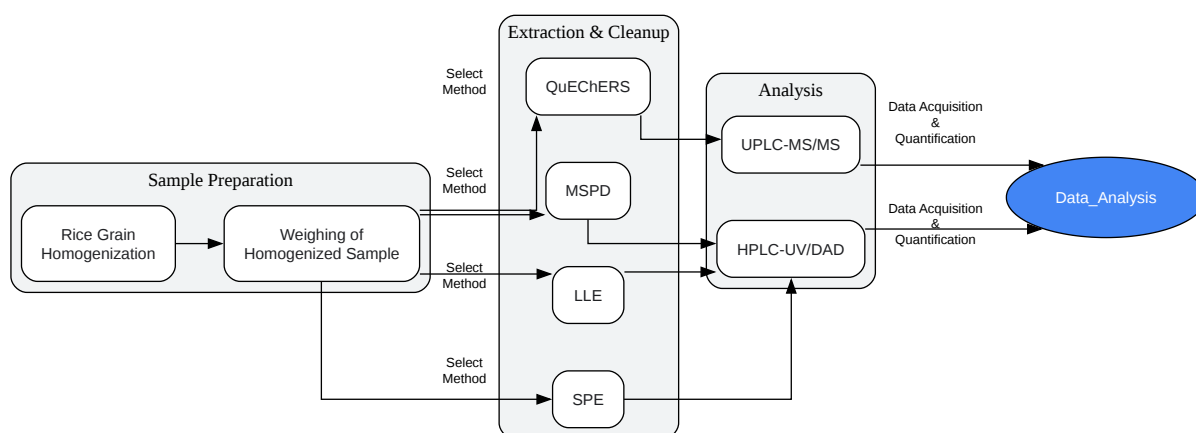 Sample Preparation
Rice Grain
Homogenization
Weighing of
Homogenized Sample
Select
Method
Select
Method
Select
Method
Select
Method
Extraction & Cleanup
QuEChERS
MSPD
LLE
SPE
Analysis
UPLC-MS/MS
HPLC-UV/DAD
Data Acquisition
&
Quantification
Data Acquisition
&
Quantification
Data_Analysis